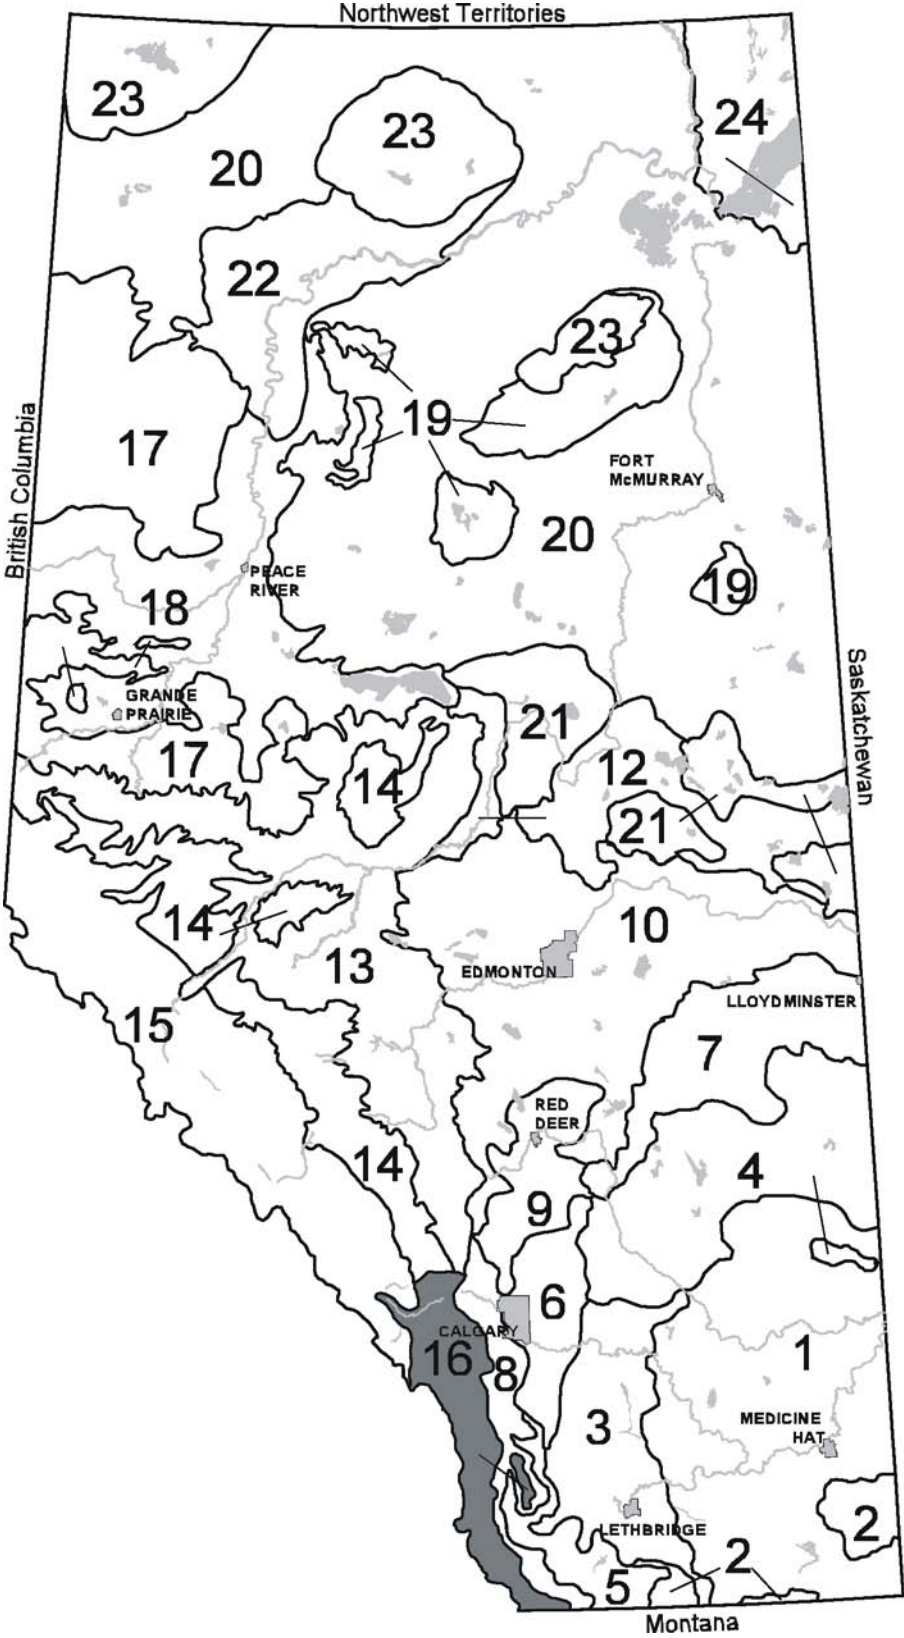 Northwest Territories
23
23
24
20
22
British Columbia
23
19
17
FORT
McMURRAY
20
PEACE
RIVER
19
18
Saskatchewan
GRANDE
PRAIRIE
21
17
12
14
21
14
10
13
EDMONTON
LLOYDMINSTER
15
7
RED
DEER
14
4
9
6
CALGARY
16
8
1
3
MEDICINE
HAT
LETHBRIDGE
2
2
5
Montana